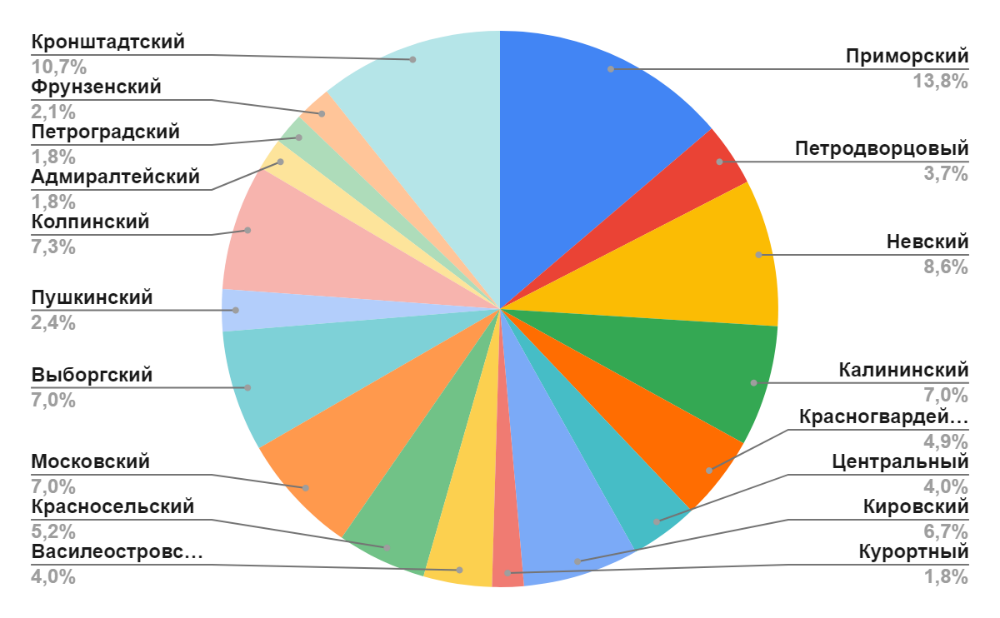 Кронштадтский
10,7%
Фрунзенский
2,1%
Петроградский
1,8%
Адмиралтейский
1,8%
Колпинский
7,3%
Пушкинский
2,4%
Выборгский
7,0%
Московский
7,0%
Красносельский
5,2%
Василеостровс…
4,0%
Приморский
13,8%
Петродворцовый
3,7%
Невский
8,6%
Калининский
7,0%
Красногвардей…
4,9%
Центральный
4,0%
Кировский
6,7%
Курортный
1,8%